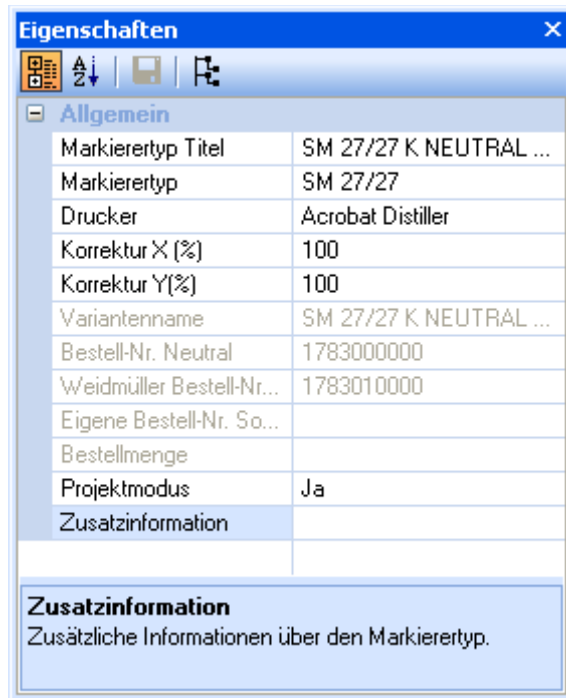 Eigenschaften
Allgemein
Markierertyp Titel SM 27/27 K NEUTRAL ...
Markierertyp SM 27/27
Drucker Acrobat Distiller
Korrektur X (%) 100
Korrektur Y(%) 100
Variantenname SM 27/27 K NEUTRAL ...
Bestell-Nr. Neutral 1783000000
Weidmüller Bestell-Nr... 1783010000
Eigene Bestell-Nr. So...
Bestellmenge
Projektmodus Ja
Zusatzinformation
Zusatzinformation
Zusätzliche Informationen über den Markierertyp.